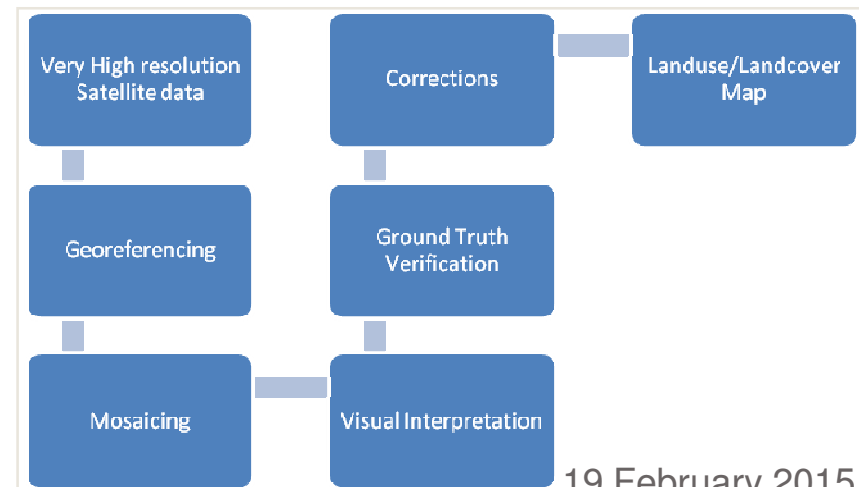 Very High resolution
Satellite data
Georeferencing
Mosaicing
Visual Interpretation
Ground Truth
Verification
Corrections
Landuse/Landcover
Map
19 February 2015